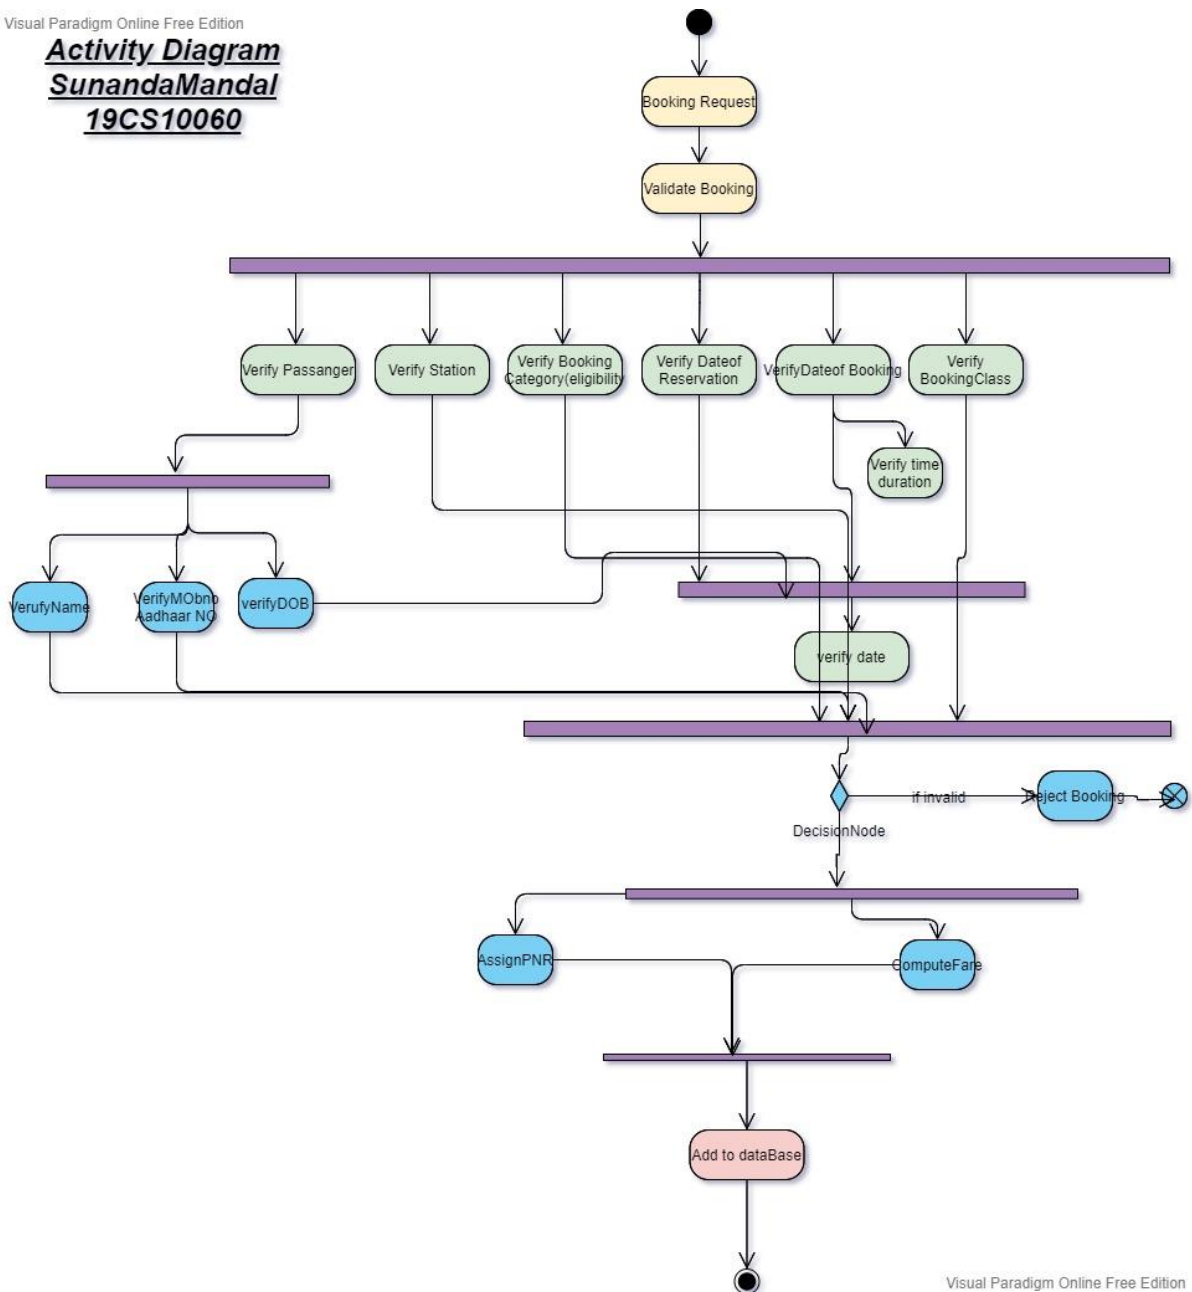 Visual Paradigm Online Free Edition
Activity Diagram
SunandaMandal
19CS10060
Booking Request
Validate Booking
Verify Passanger
Verify Station
Verify Booking
Category(eligibility
Verify Dateof
Reservation
VerifyDateof Booking
Verify
BookingClass
Verify time
duration
VerufyName
VerifyMObno
Aadhaar NO
verifyDOB
verify date
if invalid
Reject Booking
DecisionNode
AssignPNR
ComputeFare
Add to dataBase
Visual Paradigm Online Free Edition